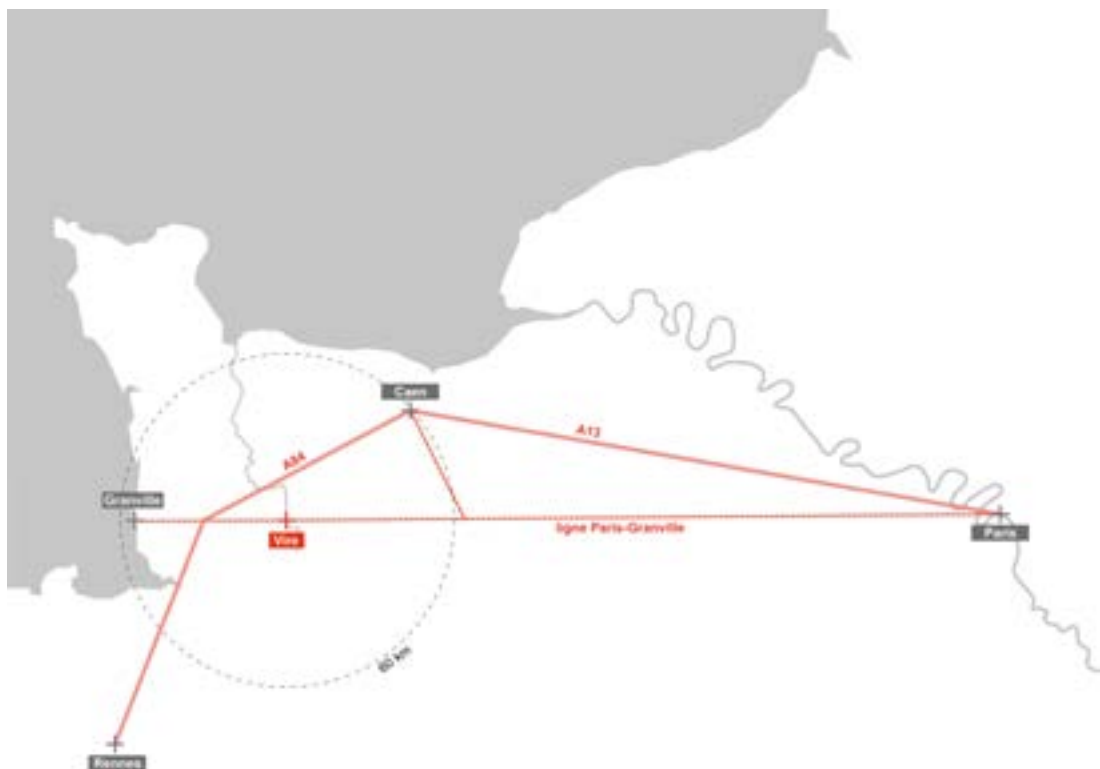 Caen
A13
A84
Granville
ligne Paris-Granville
Vire
Paris
60 km
Rennes